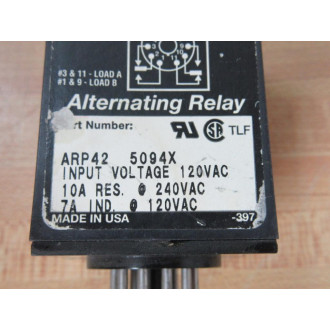 #3 & 11 - LOAD A
#1 & 9 - LOAD B
Alternating Relay
Part Number:
TLF
ARP42 5094X
INPUT VOLTAGE 120VAC
10A RES. @ 240VAC
7A IND. @ 120VAC
MADE IN USA
-397